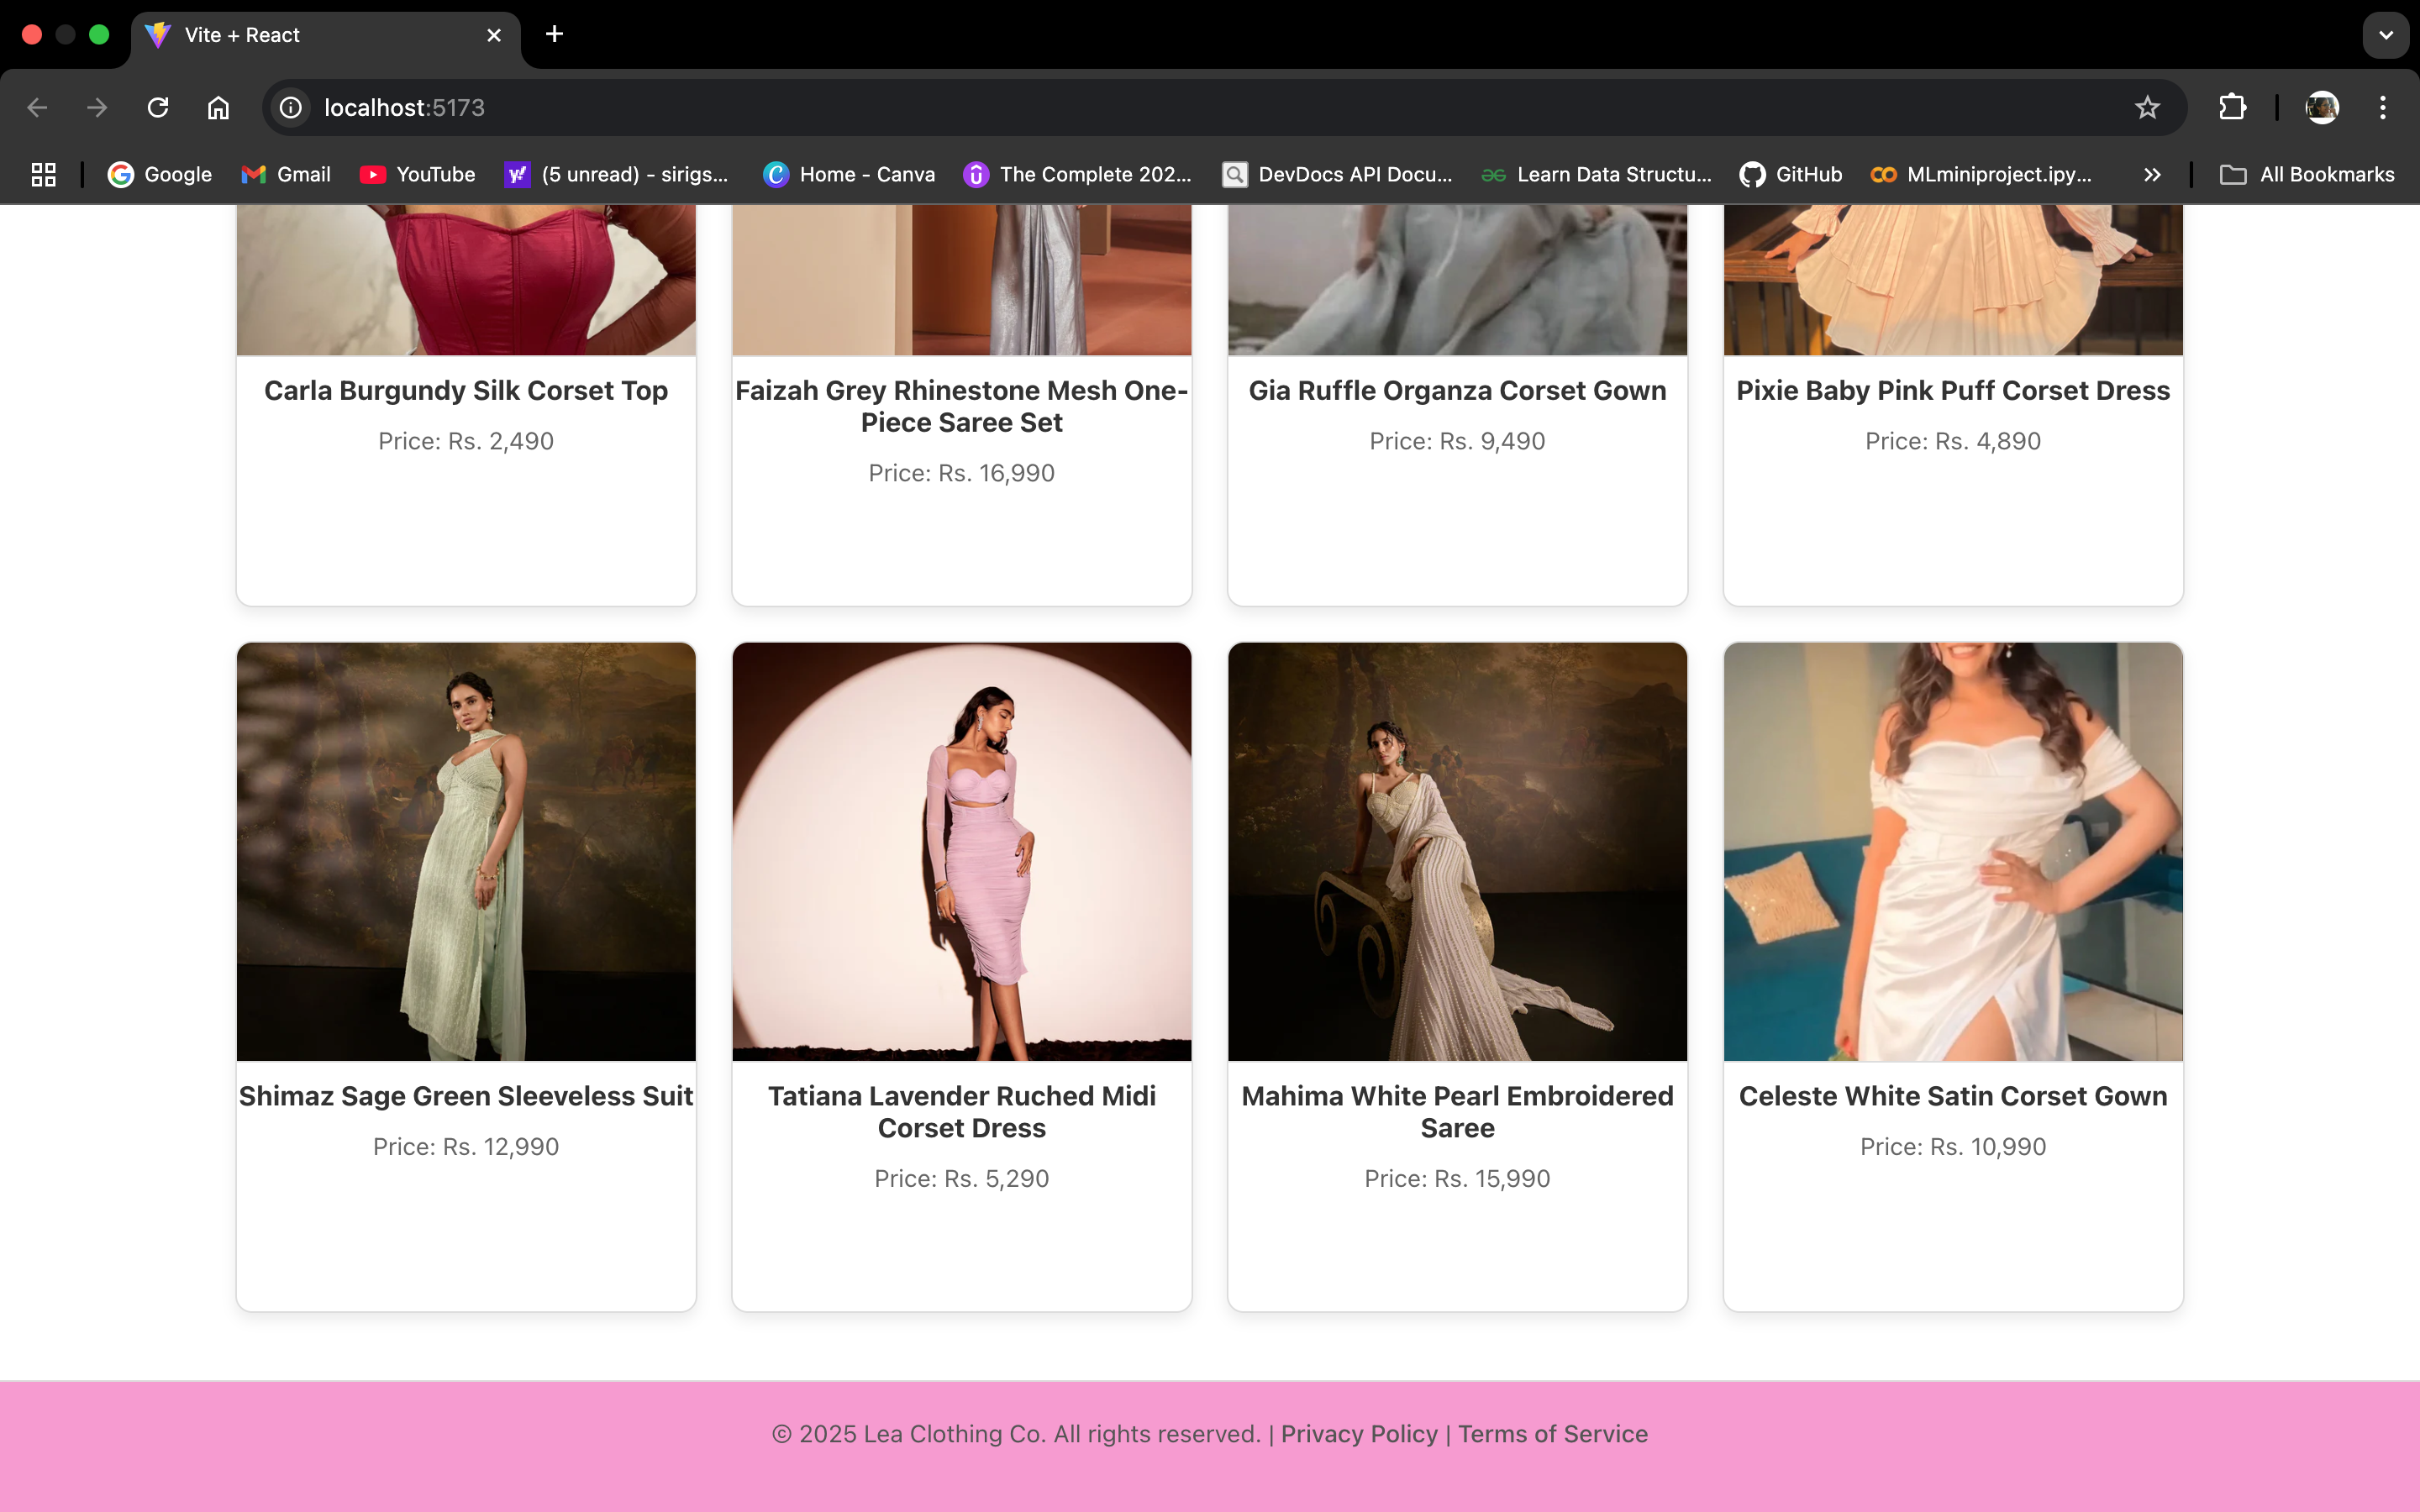 Vite + React
localhost:5173
Google Gmail YouTube (5 unread) - sirigs... Home - Canva The Complete 202... DevDocs API Docu... Learn Data Structu... GitHub MLminiproject.ipy... All Bookmarks
Carla Burgundy Silk Corset Top
Price: Rs. 2,490
Faizah Grey Rhinestone Mesh One-
Piece Saree Set
Price: Rs. 16,990
Gia Ruffle Organza Corset Gown
Price: Rs. 9,490
Pixie Baby Pink Puff Corset Dress
Price: Rs. 4,890
Shimaz Sage Green Sleeveless Suit
Price: Rs. 12,990
Tatiana Lavender Ruched Midi
Corset Dress
Price: Rs. 5,290
Mahima White Pearl Embroidered
Saree
Price: Rs. 15,990
Celeste White Satin Corset Gown
Price: Rs. 10,990
© 2025 Lea Clothing Co. All rights reserved. | Privacy Policy | Terms of Service